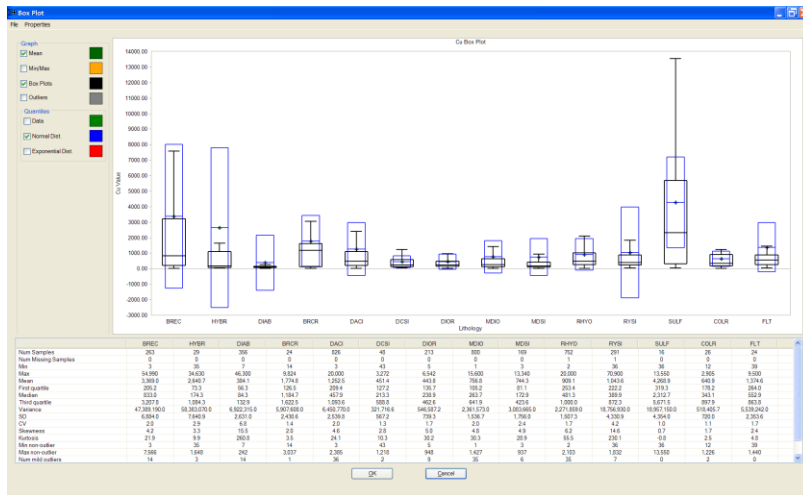 Box Plot
File Properties
Graph
Mean
Min/Max
Box Plots
Outliers
Quantiles
Data
Normal Dist.
Exponential Dist.
Cu Box Plot
14000.00
13000.00
12000.00
11000.00
10000.00
9000.00
8000.00
7000.00
6000.00
5000.00
4000.00
3000.00
2000.00
1000.00
0.00
-1000.00
-2000.00
-3000.00
Cu Value
BREC HYBR DIAB BRCR DACI DCSI DIOR MDIO MDSI RHYO RYSI SULF COLR FLT
Lithology
BREC HYBR DIAB BRCR DACI DCSI DIOR MDIO MDSI RHYO RYSI SULF COLR FLT
Num Samples 263 29 356 24 826 48 213 800 169 752 291 16 26 24
Num Missing Samples 0 0 0 0 0 0 0 0 0 1 1 0 0 0
Min 3 35 7 14 3 43 5 1 3 2 36 36 12 39
Max 54,990 34,630 46,300 9,824 20,000 3,272 6,542 15,600 13,340 20,000 70,900 13,550 2,905 9,500
Mean 3,369.0 2,640.7 384.1 1,774.8 1,252.5 451.4 443.8 756.8 744.3 909.1 1,043.6 4,268.9 640.9 1,374.6
First quartile 205.2 73.3 56.3 126.5 209.4 127.2 135.7 105.2 81.1 253.4 222.2 319.3 178.2 264.0
Median 833.0 174.3 84.3 1,184.7 457.9 213.3 238.9 263.7 172.9 481.3 389.9 2,312.7 343.1 552.9
Third quartile 3,207.8 1,084.3 132.9 1,622.5 1,093.6 588.8 462.6 641.9 423.6 1,000.0 872.3 5,671.5 897.9 863.8
Variance 47,389,190.0 58,383,070.0 6,922,315.0 5,907,608.0 6,450,770.0 321,716.6 546,587.2 2,361,573.0 3,083,665.0 2,271,859.0 18,756,930.0 18,957,150.0 518,405.7 5,539,242.0
SD 6,884.0 7,640.9 2,631.0 2,430.6 2,539.8 567.2 739.3 1,536.7 1,756.0 1,507.3 4,330.9 4,354.0 720.0 2,353.6
CV 2.0 2.9 6.8 1.4 2.0 1.3 1.7 2.0 2.4 1.7 4.2 1.0 1.1 1.7
Skewness 4.2 3.3 15.5 2.0 4.6 2.8 5.0 4.8 4.9 6.2 14.6 0.7 1.7 2.4
Kurtosis 21.9 9.9 260.8 3.5 24.1 10.3 30.2 30.3 28.9 55.5 230.1 -0.8 2.5 4.8
Min non-outlier 3 35 7 14 3 43 5 1 3 2 36 36 12 39
Max non-outlier 7,566 1,640 242 3,037 2,385 1,218 948 1,427 937 2,103 1,832 13,550 1,226 1,440
Num mild outliers 14 3 14 1 36 2 9 35 6 35 7 0 2 0
OK Cancel